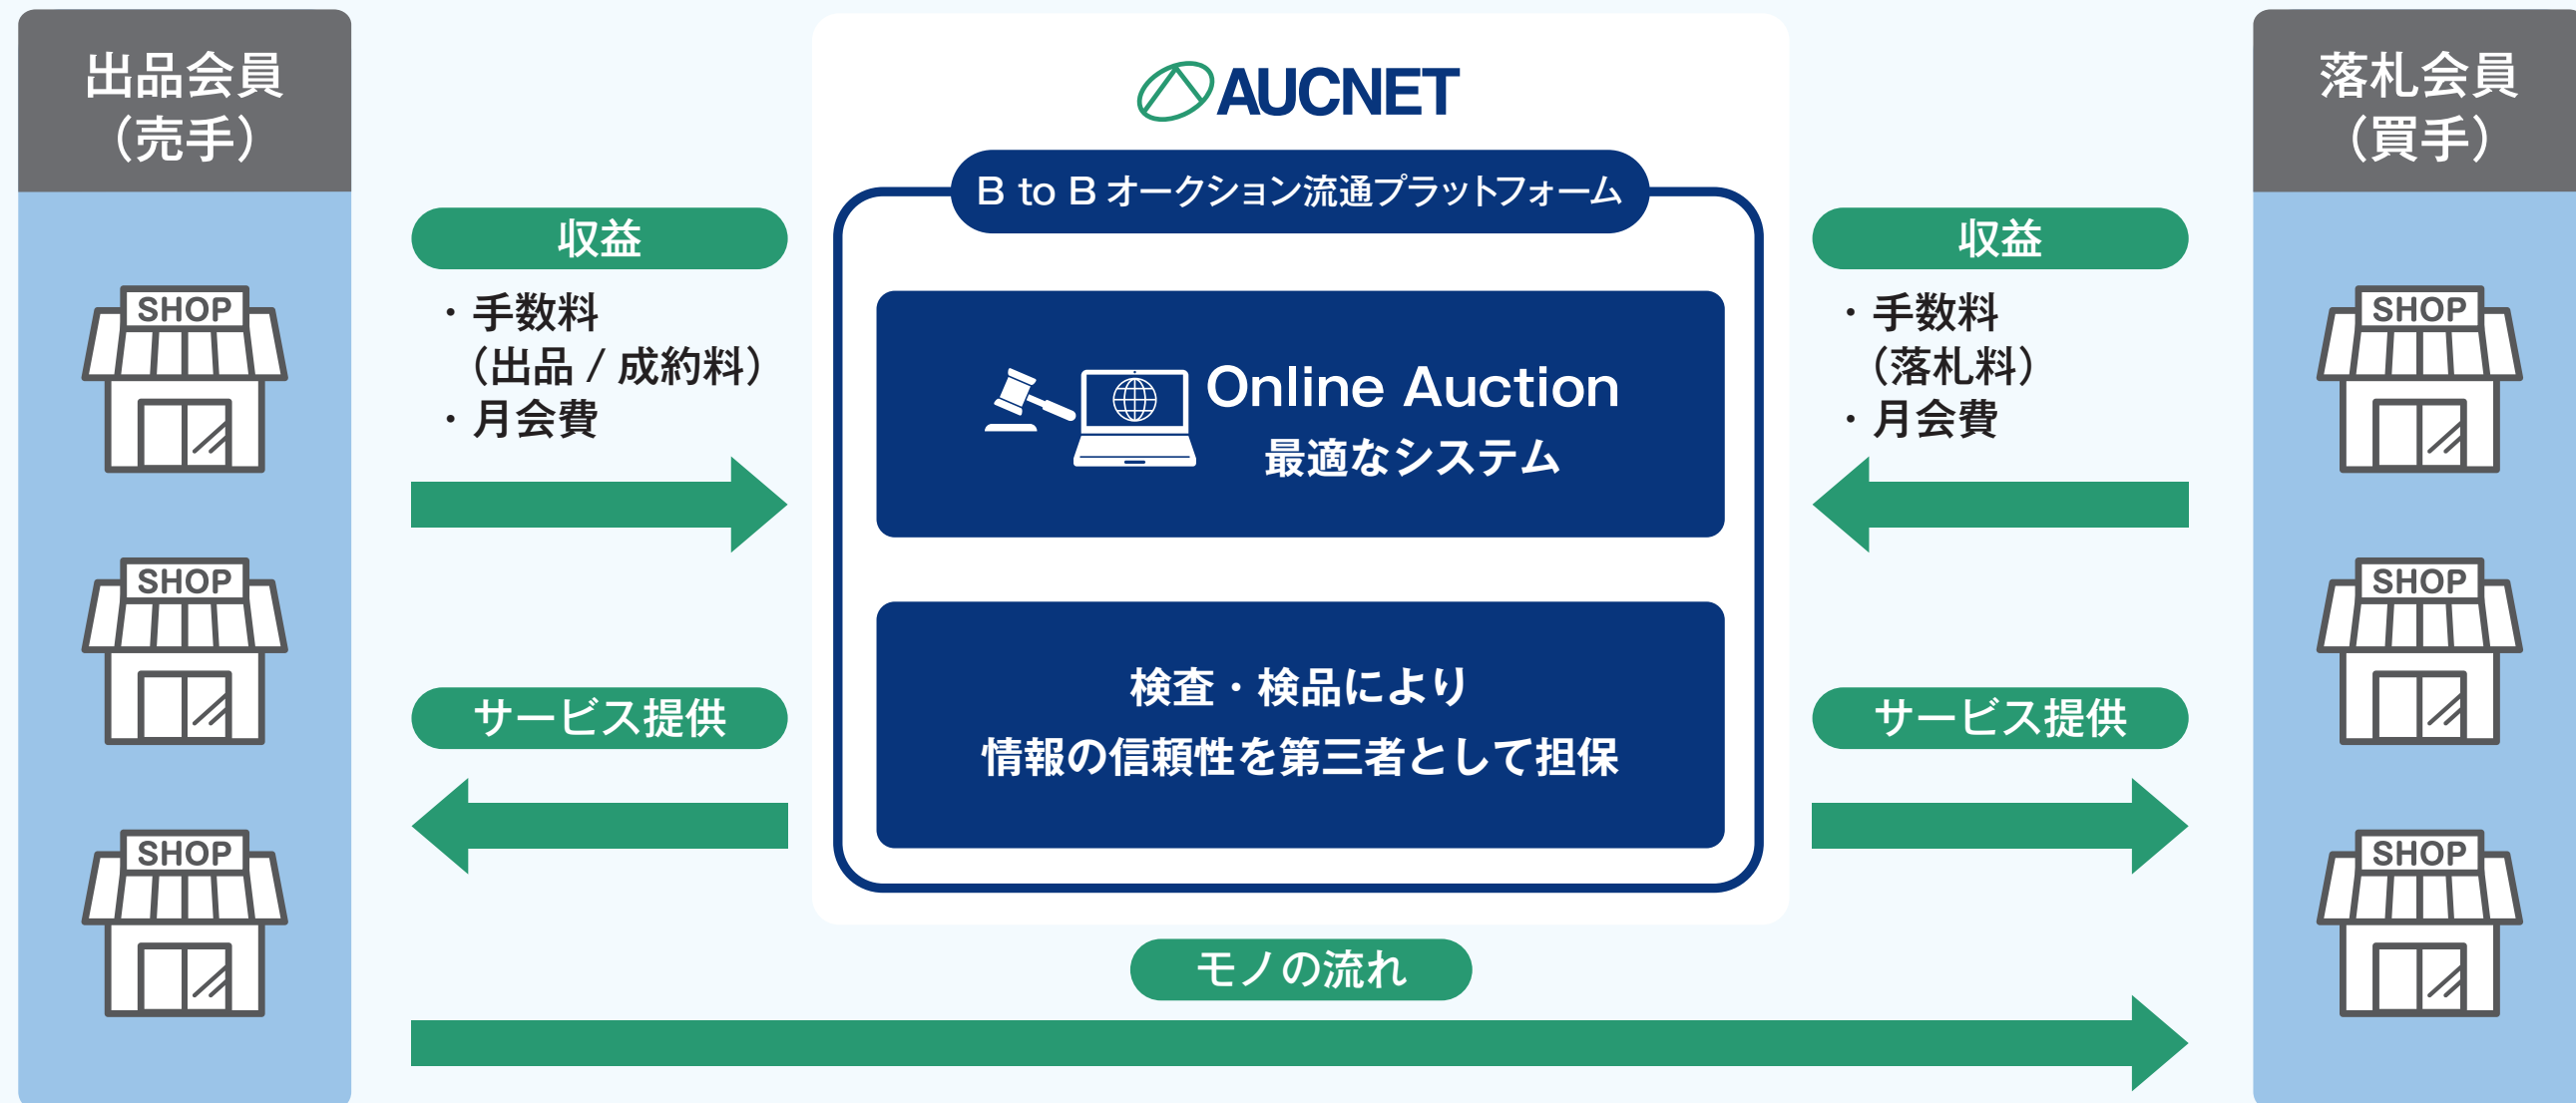 出品会員
（売手）
SHOP
SHOP
SHOP
収益
・手数料
（出品 / 成約料）
・月会費
サービス提供
AUCNET
B to B オークション流通プラットフォーム
Online Auction
最適なシステム
検査・検品により
情報の信頼性を第三者として担保
モノの流れ
収益
・手数料
（落札料）
・月会費
サービス提供
落札会員
（買手）
SHOP
SHOP
SHOP